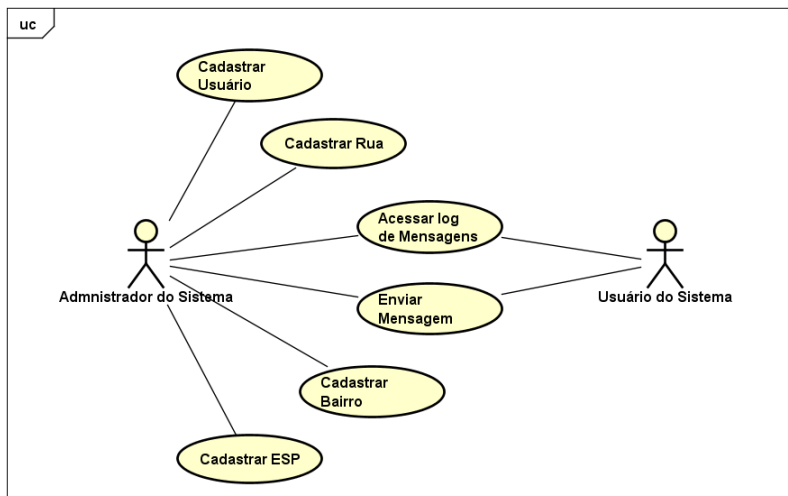 uc
Cadastrar
Usuário
Cadastrar Rua
Acessar log
de Mensagens
Admnistrador do Sistema
Usuário do Sistema
Enviar
Mensagem
Cadastrar
Bairro
Cadastrar ESP